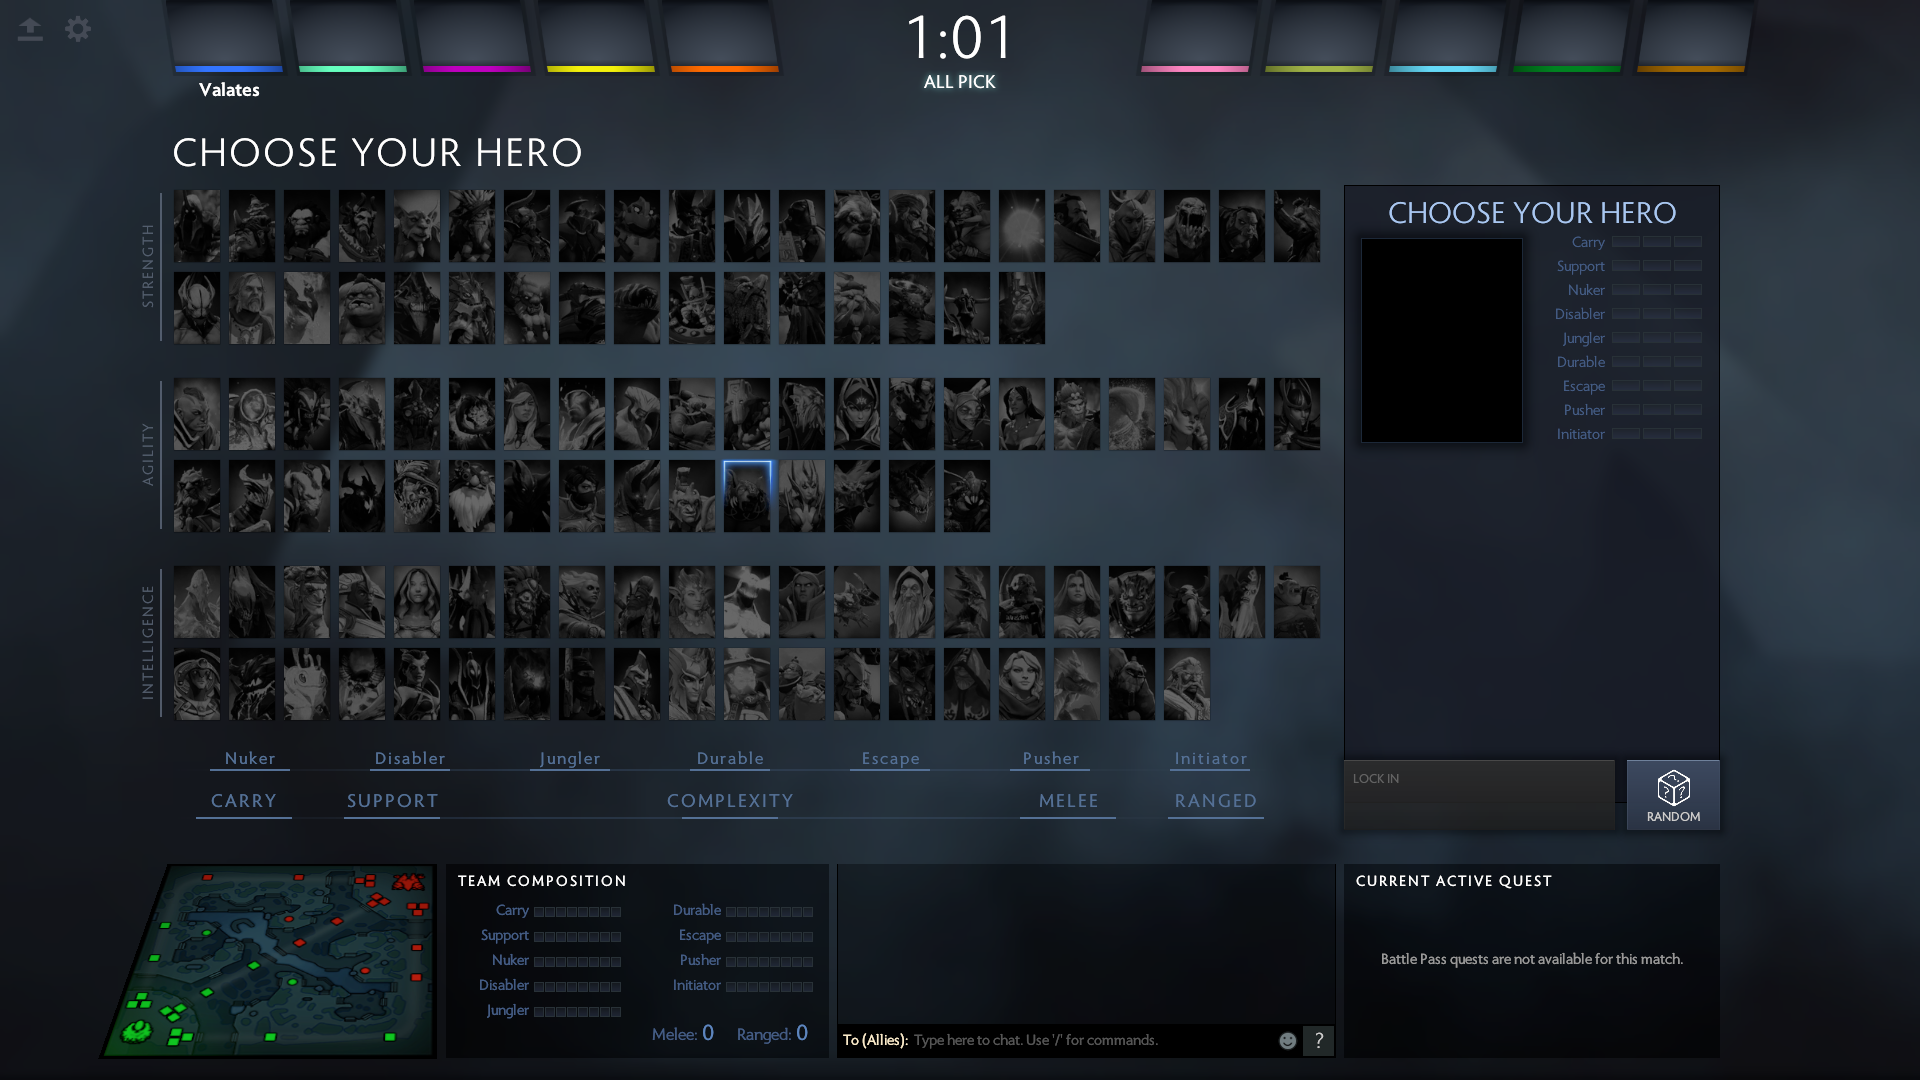 1:01
ALL PICK
Valates
CHOOSE YOUR HERO
STRENGTH
AGILITY
INTELLIGENCE
Nuker Disabler Jungler Durable Escape Pusher Initiator
CARRY SUPPORT COMPLEXITY MELEE RANGED
CHOOSE YOUR HERO
Carry
Support
Nuker
Disabler
Jungler
Durable
Escape
Pusher
Initiator
LOCK IN
RANDOM
TEAM COMPOSITION
Carry Durable
Support Escape
Nuker Pusher
Disabler Initiator
Jungler
Melee: 0 Ranged: 0
To (Allies): Type here to chat. Use '/' for commands. ?
CURRENT ACTIVE QUEST
Battle Pass quests are not available for this match.